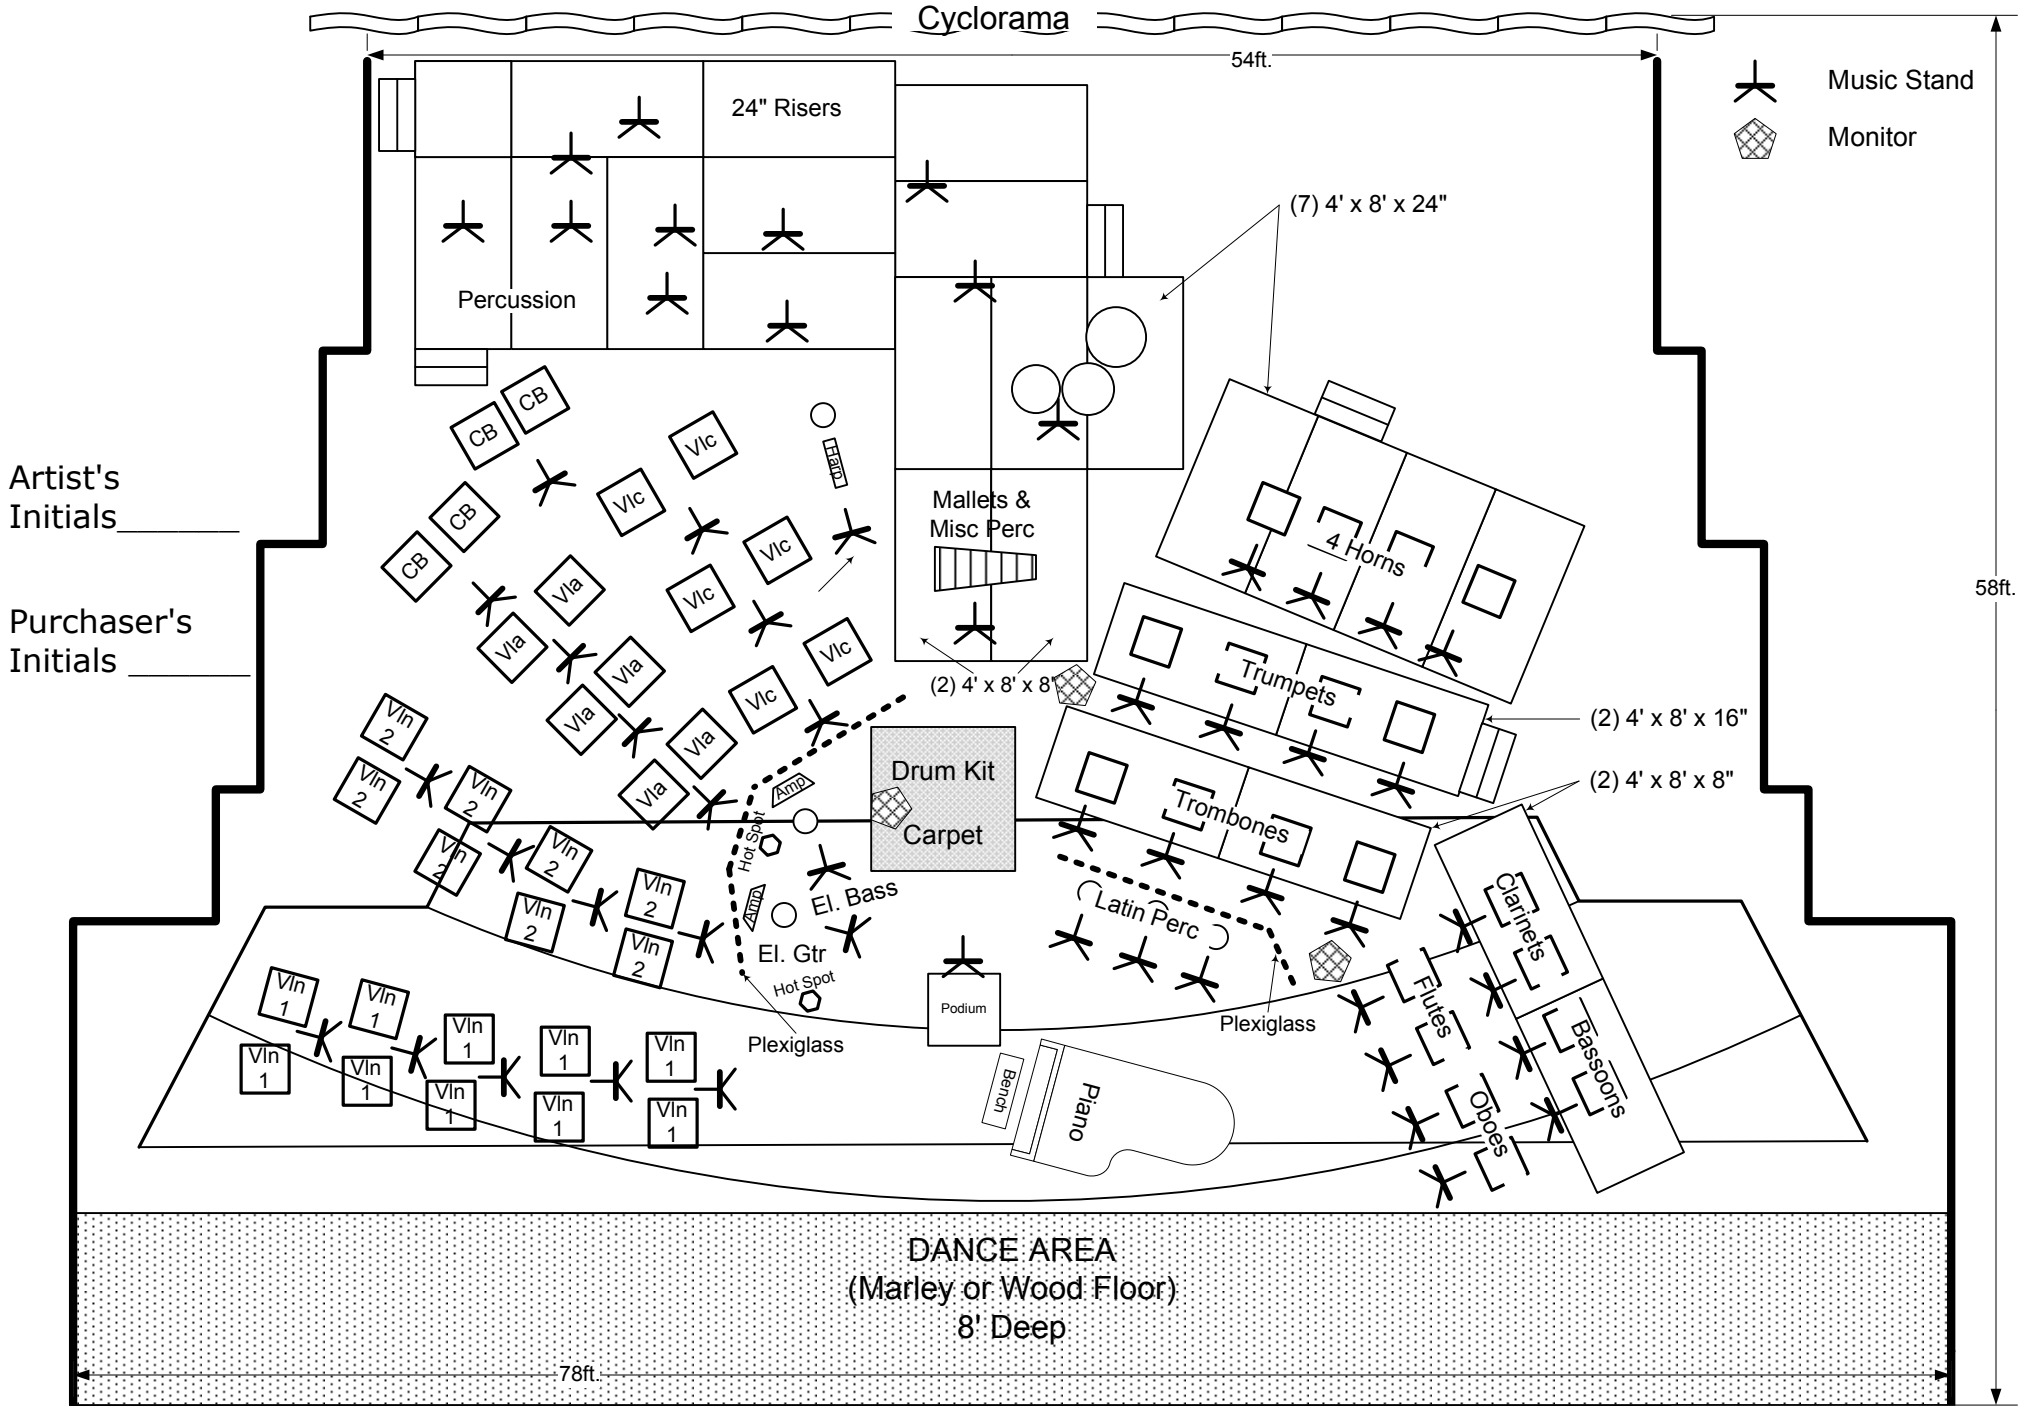 Cyclorama
54ft.
Music Stand
Monitor
24" Risers
(7) 4' x 8' x 24"
Percussion
CB
CB
CB
CB
Vlc
Vlc
Vlc
Vlc
Vlc
Vlc
Harp
Mallets &
Misc Perc
4 Horns
Artist's
Initials_______
58ft.
Purchaser's
Initials _______
Vla
Vla
Vla
Vla
Vla
Vla
(2) 4' x 8' x 8"
Trumpets
(2) 4' x 8' x 16"
(2) 4' x 8' x 8"
Vln
2
Vln
2
Vln
2
Vln
2
Vln
2
Vln
2
Vln
2
Vln
2
Amp
Hot Spot
Drum Kit
Carpet
Trombones
Amp
El. Bass
El. Gtr
Hot Spot
Latin Perc
Clarinets
Flutes
Bassoons
Oboes
Podium
Plexiglass
Plexiglass
Vln
1
Vln
1
Vln
1
Vln
1
Vln
1
Vln
1
Vln
1
Vln
1
Vln
1
Vln
1
Bench
Piano
DANCE AREA
(Marley or Wood Floor)
8' Deep
78ft.